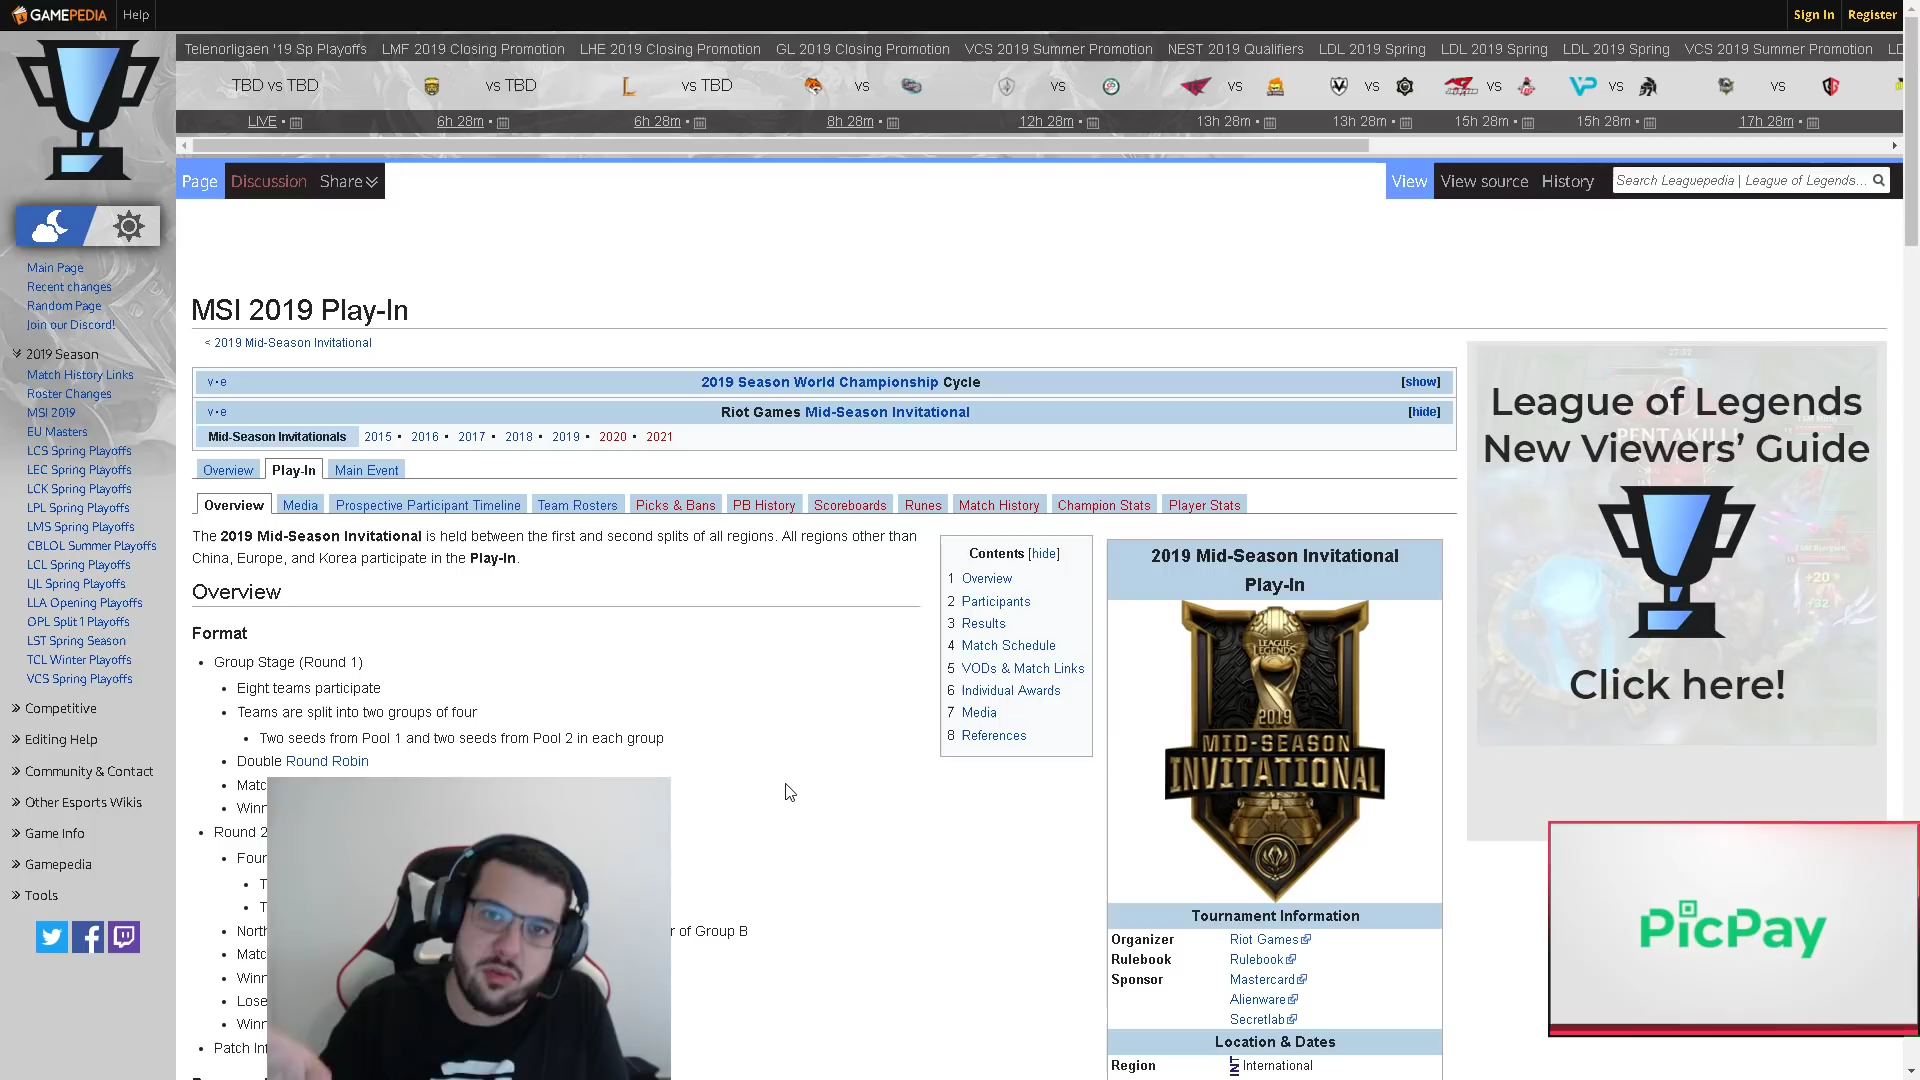 GAMEPEDIA Help Sign In Register
Telenorligaen '19 Sp Playoffs LMF 2019 Closing Promotion LHE 2019 Closing Promotion GL 2019 Closing Promotion VCS 2019 Summer Promotion NEST 2019 Qualifiers LDL 2019 Spring LDL 2019 Spring LDL 2019 Spring VCS 2019 Summer Promotion
TBD vs TBD vs TBD vs TBD vs vs vs vs vs vs vs
LIVE • 6h 28m • 6h 28m • 8h 28m • 12h 28m • 13h 28m • 13h 28m • 15h 28m • 15h 28m • 17h 28m •
Page Discussion Share View View source History Search Leaguepedia | League of Legends...
Main Page
Recent changes
Random Page
Join our Discord!
2019 Season
Match History Links
Roster Changes
MSI 2019
EU Masters
LCS Spring Playoffs
LEC Spring Playoffs
LCK Spring Playoffs
LPL Spring Playoffs
LMS Spring Playoffs
CBLOL Summer Playoffs
LCL Spring Playoffs
LJL Spring Playoffs
LLA Opening Playoffs
OPL Split 1 Playoffs
LST Spring Season
TCL Winter Playoffs
VCS Spring Playoffs
Competitive
Editing Help
Community & Contact
Other Esports Wikis
Game Info
Gamepedia
Tools
MSI 2019 Play-In
< 2019 Mid-Season Invitational
v • e 2019 Season World Championship Cycle [show]
v • e Riot Games Mid-Season Invitational [hide]
Mid-Season Invitationals 2015 • 2016 • 2017 • 2018 • 2019 • 2020 • 2021
Overview Play-In Main Event
Overview Media Prospective Participant Timeline Team Rosters Picks & Bans PB History Scoreboards Runes Match History Champion Stats Player Stats
The 2019 Mid-Season Invitational is held between the first and second splits of all regions. All regions other than
China, Europe, and Korea participate in the Play-In.
Overview
Format
• Group Stage (Round 1)
• Eight teams participate
• Teams are split into two groups of four
• Two seeds from Pool 1 and two seeds from Pool 2 in each group
• Double Round Robin
• Matc
• Winr
• Round 2
• Four
• T
• T
• North r of Group B
• Matc
• Winr
• Lose
• Winr
• Patch Inf
Contents [hide]
1 Overview
2 Participants
3 Results
4 Match Schedule
5 VODs & Match Links
6 Individual Awards
7 Media
8 References
2019 Mid-Season Invitational
Play-In
LEAGUE LEGENDS
2019
MID-SEASON
INVITATIONAL
Tournament Information
Organizer Riot Games
Rulebook Rulebook
Sponsor Mastercard
Alienware
Secretlab
Location & Dates
Region INT International
League of Legends
New Viewers' Guide
PENTAKILL!
Click here!
PicPay